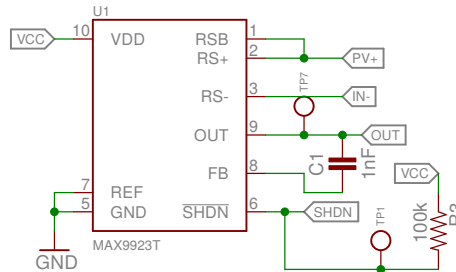 U1
VCC
10
VDD
RSB
1
RS+
2
PV+
RS-
3
IN-
TP7
OUT
9
OUT
C1
1nF
FB
8
VCC
7
REF
5
GND
SHDN
6
SHDN
TP1
100k
GND
MAX9923T